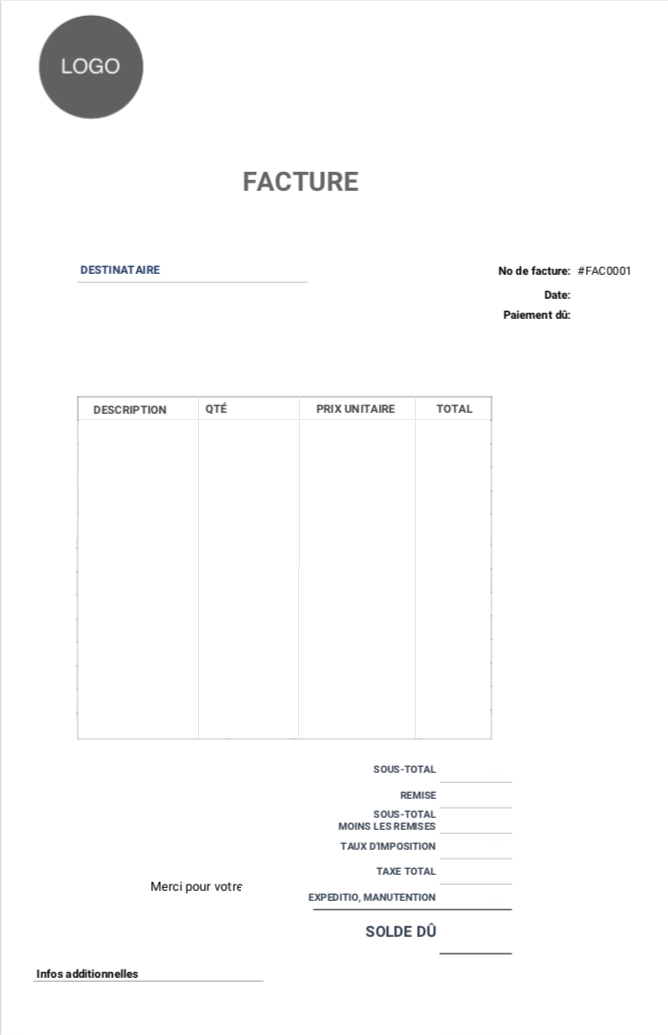 LOGO
FACTURE
DESTINATAIRE
No de facture: #FAC0001
Date:
Paiement dû:
DESCRIPTION QTÉ PRIX UNITAIRE TOTAL
SOUS-TOTAL
REMISE
SOUS-TOTAL
MOINS LES REMISES
TAUX D'IMPOSITION
TAXE TOTAL
Merci pour votre
EXPEDITIO, MANUTENTION
SOLDE DÛ
Infos additionnelles